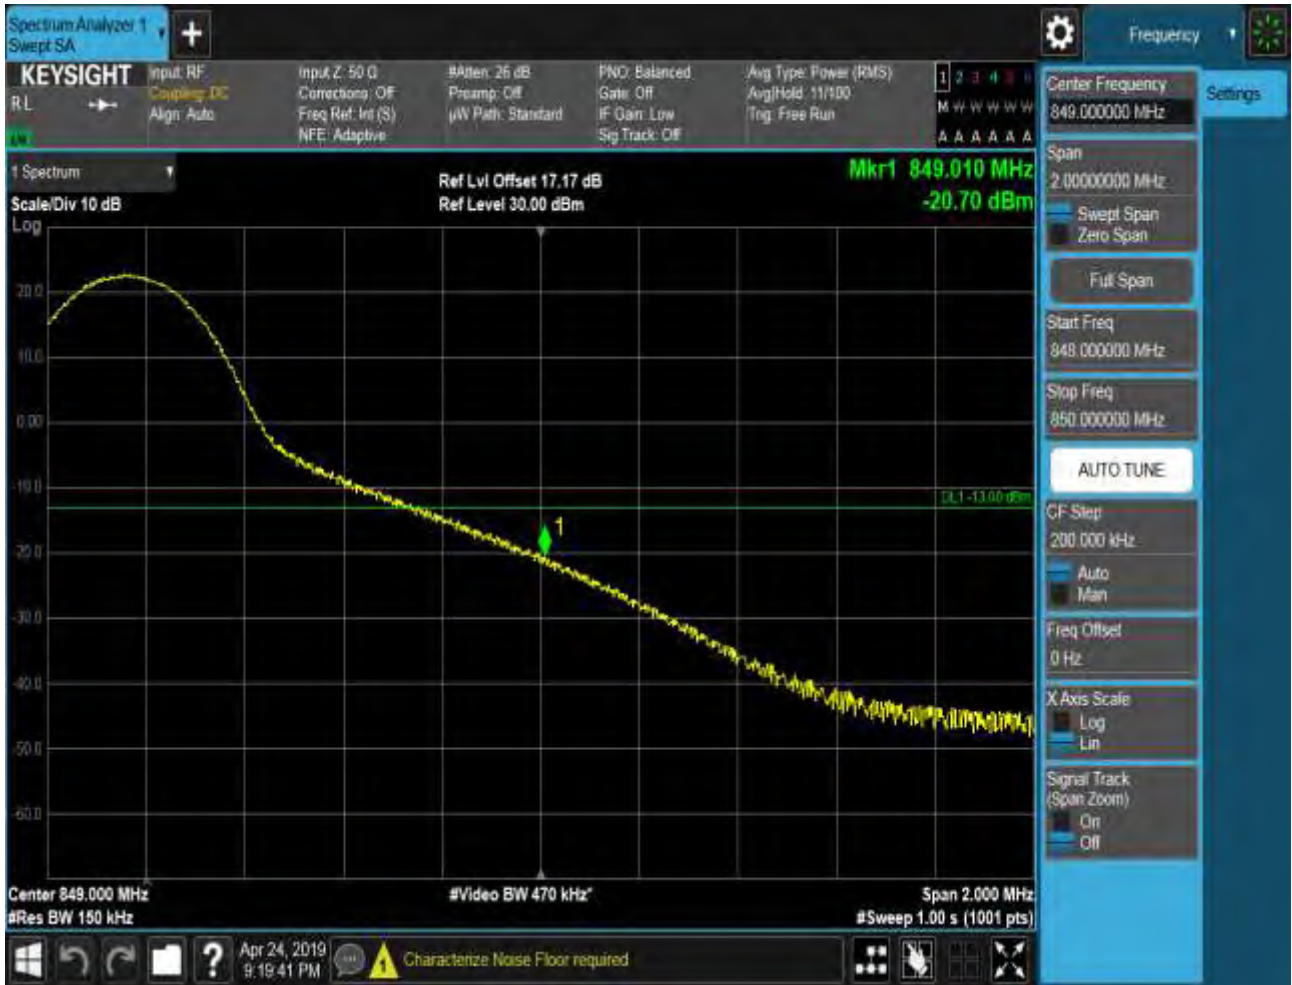 Spectrum Analyzer 1
Swept SA
+
Frequency
KEYSIGHT
RL
Input: RF
Coupling: DC
Align: Auto
Input Z: 50 Ω
Corrections: Off
Freq Ref: Int (S)
NFE: Adaptive
#Atten: 26 dB
Preamp: Off
µW Path: Standard
PNO: Balanced
Gate: Off
IF Gain: Low
Sig Track: Off
Avg Type: Power (RMS)
Avg|Hold: 11/100
Trig: Free Run
1 2 3 4 5 6
M W W W W W
A A A A A A
1 Spectrum
Scale/Div 10 dB
Log
Ref Lvl Offset 17.17 dB
Ref Level 30.00 dBm
Mkr1 849.010 MHz
-20.70 dBm
20.0
10.0
0.00
-10.0
-20.0
-30.0
-40.0
-50.0
-60.0
DL1 -13.00 dBm
1
Center 849.000 MHz
#Res BW 150 kHz
#Video BW 470 kHz*
Span 2.000 MHz
#Sweep 1.00 s (1001 pts)
?
Apr 24, 2019
9:19:41 PM
Characterize Noise Floor required
Center Frequency
849.000000 MHz
Settings
Span
2.00000000 MHz
Swept Span
Zero Span
Full Span
Start Freq
848.000000 MHz
Stop Freq
850.000000 MHz
AUTO TUNE
CF Step
200.000 kHz
Auto
Man
Freq Offset
0 Hz
X Axis Scale
Log
Lin
Signal Track
(Span Zoom)
On
Off